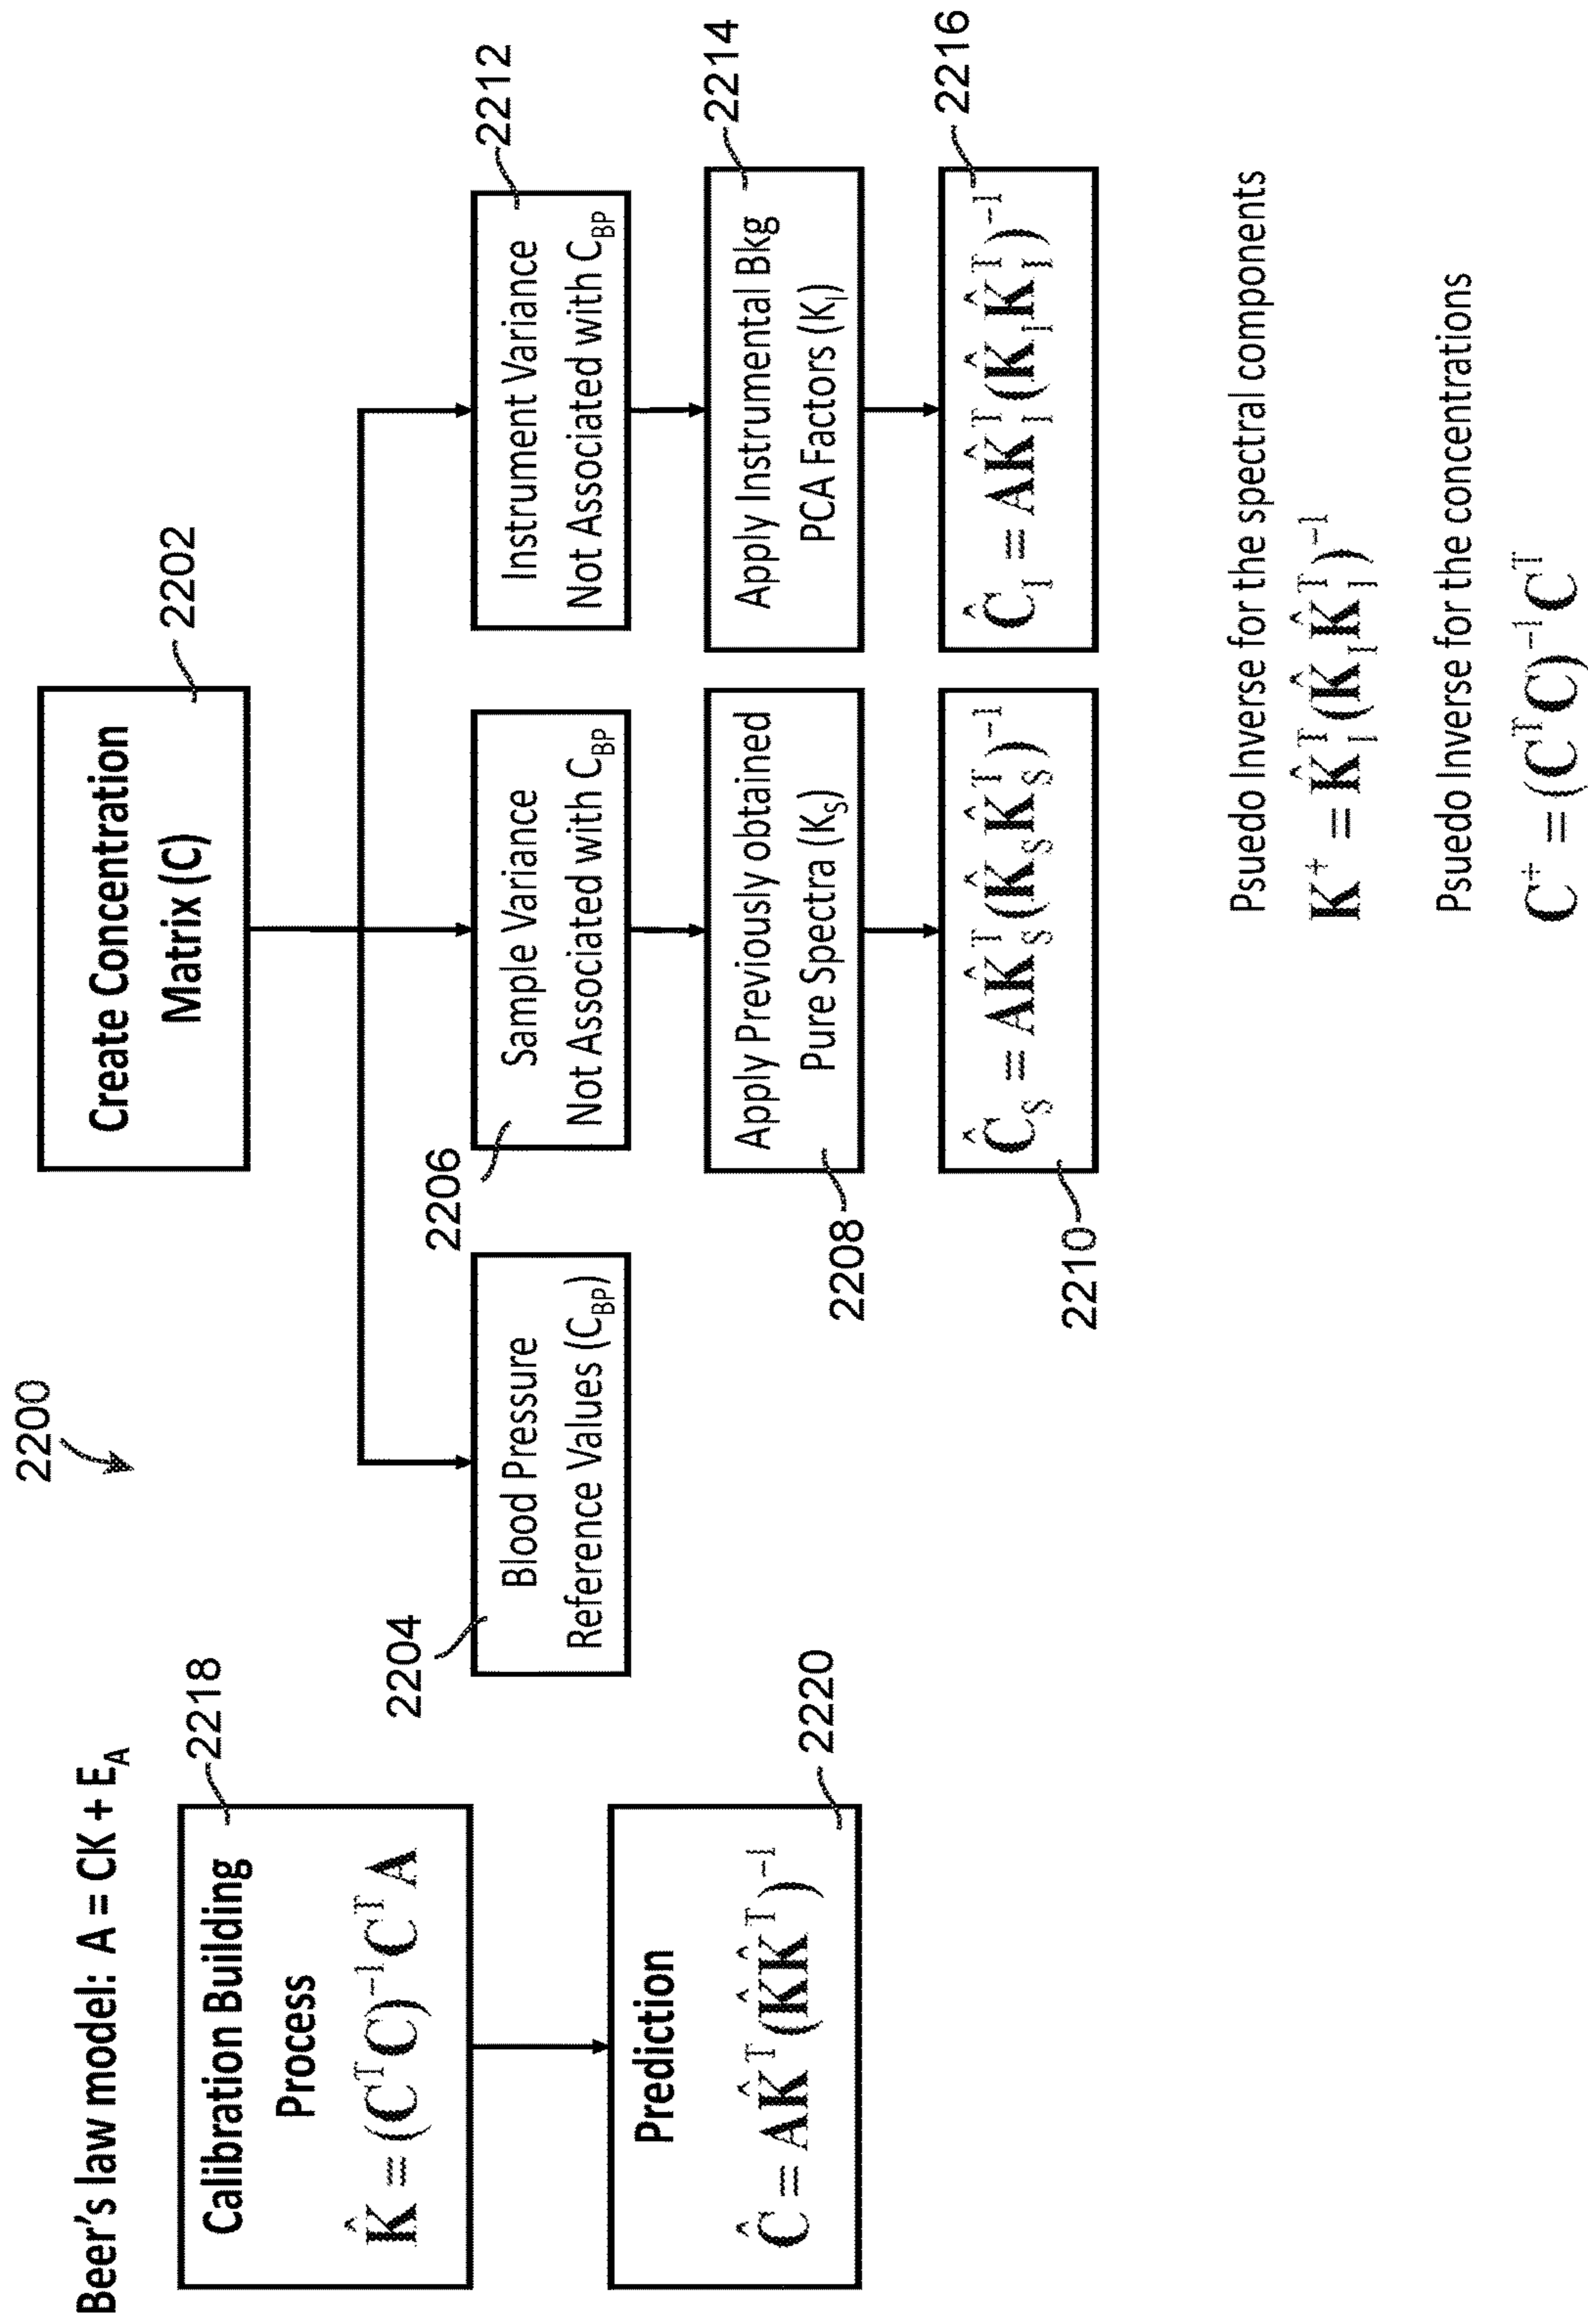 2200
Beer's law model: A = CK + E_A
Calibration Building
Process
K̂ = (C^T C)^−1 C^T A
2218
Prediction
Ĉ = AK̂^T (K̂K̂^T)^−1
2220
Create Concentration
Matrix (C)
2202
2204
Blood Pressure
Reference Values (C_BP)
2206
Sample Variance
Not Associated with C_BP
2212
Instrument Variance
Not Associated with C_BP
2208
Apply Previously obtained
Pure Spectra (K_S)
2214
Apply Instrumental Bkg
PCA Factors (K_I)
2210
Ĉ_S = AK̂_S^T (K̂_S K̂_S^T)^−1
2216
Ĉ_I = AK̂_I^T (K̂_I K̂_I^T)^−1
Psuedo Inverse for the spectral components
K^+ = K̂_I^T (K̂_I K̂_I^T)^−1
Psuedo Inverse for the concentrations
C^+ = (C^T C)^−1 C^T